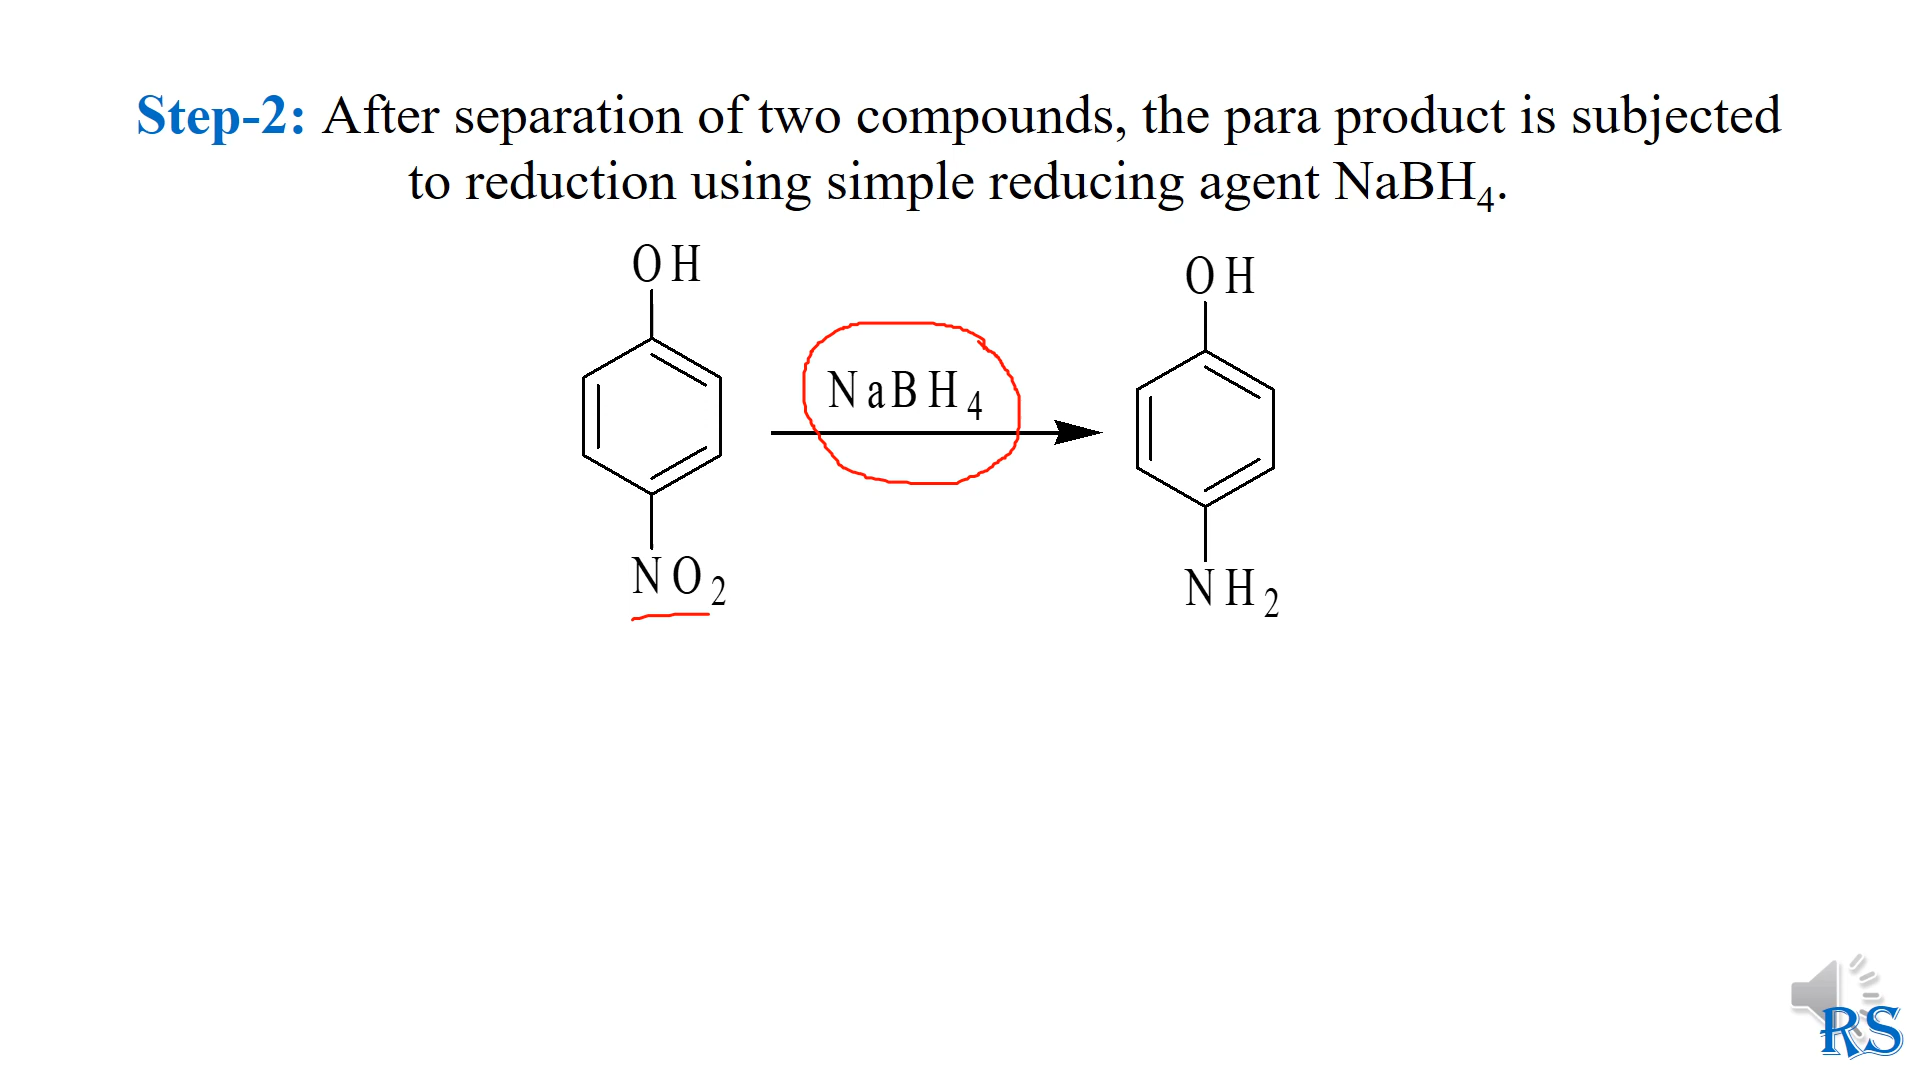 Step-2: After separation of two compounds, the para product is subjected
to reduction using simple reducing agent NaBH₄.
OH
OH
NaBH₄
NO₂
NH₂
RS